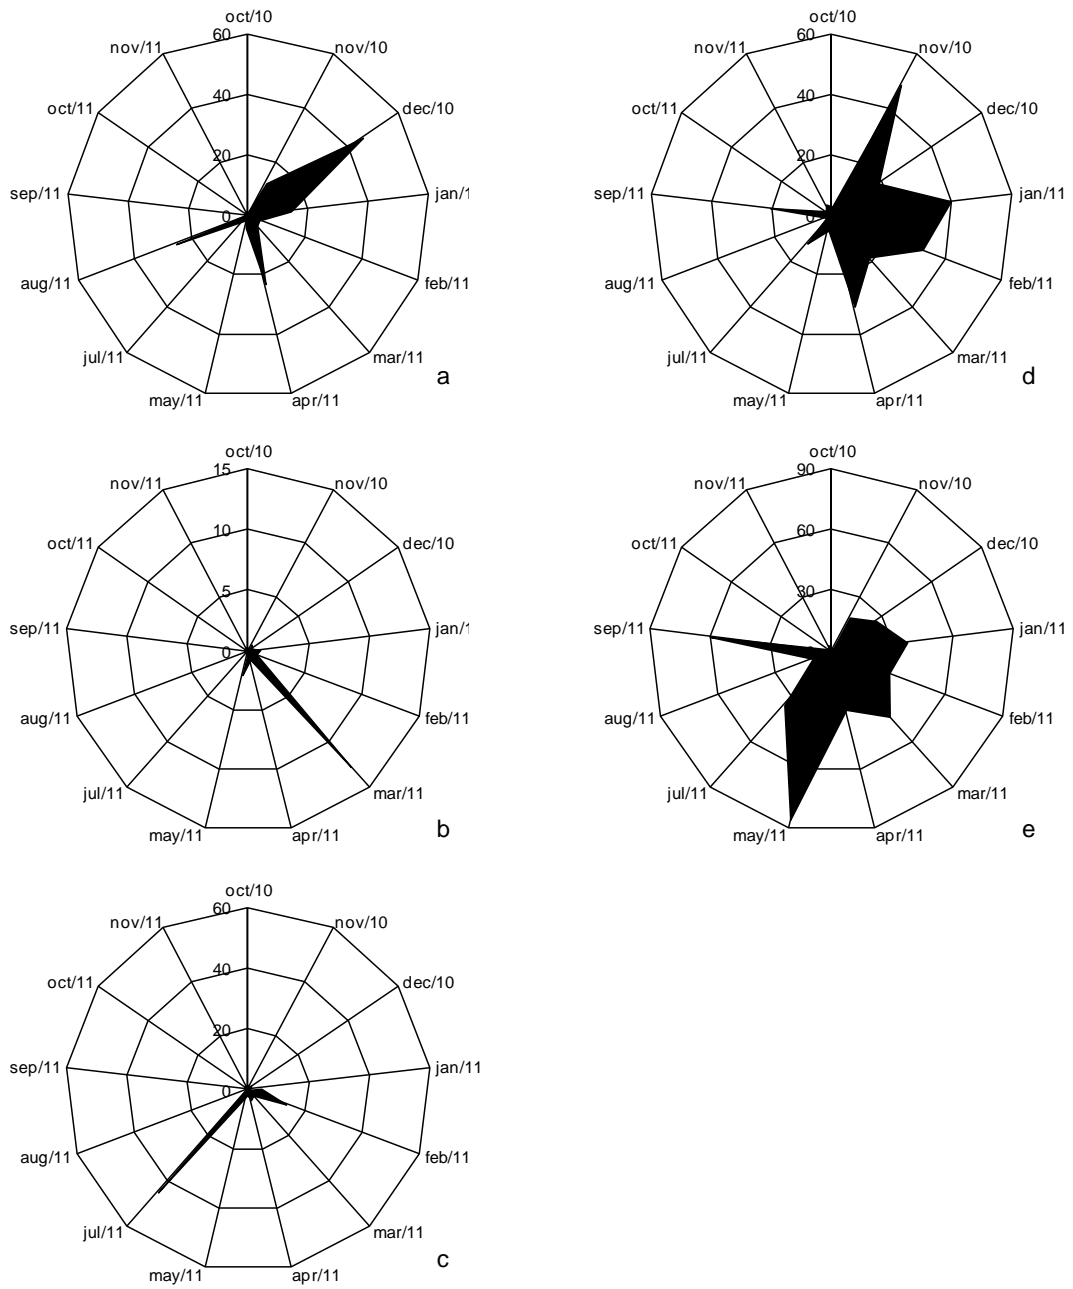 oct/10
60
nov/10
nov/11
40
dec/10
oct/11
20
jan/1
sep/11
0
feb/11
aug/11
mar/11
jul/11
apr/11
may/11
a
oct/10
60
nov/10
nov/11
40
dec/10
oct/11
20
jan/11
sep/11
0
feb/11
aug/11
mar/11
jul/11
apr/11
may/11
d
oct/10
15
nov/10
nov/11
10
dec/10
oct/11
5
jan/1
sep/11
0
feb/11
aug/11
mar/11
jul/11
apr/11
may/11
b
oct/10
90
nov/10
nov/11
60
dec/10
oct/11
30
jan/11
sep/11
0
feb/11
aug/11
mar/11
jul/11
apr/11
may/11
e
oct/10
60
nov/10
nov/11
40
dec/10
oct/11
20
jan/11
sep/11
0
feb/11
aug/11
mar/11
jul/11
apr/11
may/11
c